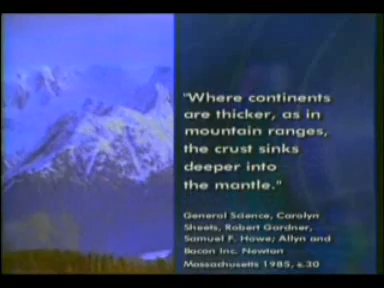 "Where continents
are thicker, as in
mountain ranges,
the crust sinks
deeper into
the mantle."
General Science, Carolyn
Sheets, Robert Gardner,
Samuel F. Howe; Allyn and
Bacon Inc. Newton
Massachusetts 1985, s.30